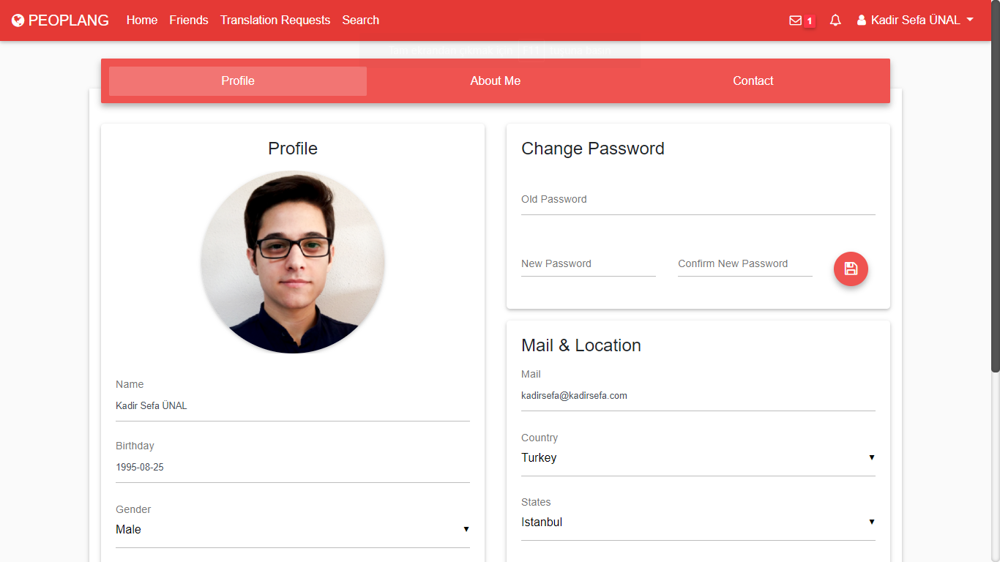 PEOPLANG Home Friends Translation Requests Search 1 Kadir Sefa ÜNAL
Profile About Me Contact
Profile
Name
Kadir Sefa ÜNAL
Birthday
1995-08-25
Gender
Male
Change Password
Old Password
New Password Confirm New Password
Mail & Location
Mail
kadirsefa@kadirsefa.com
Country
Turkey
States
Istanbul